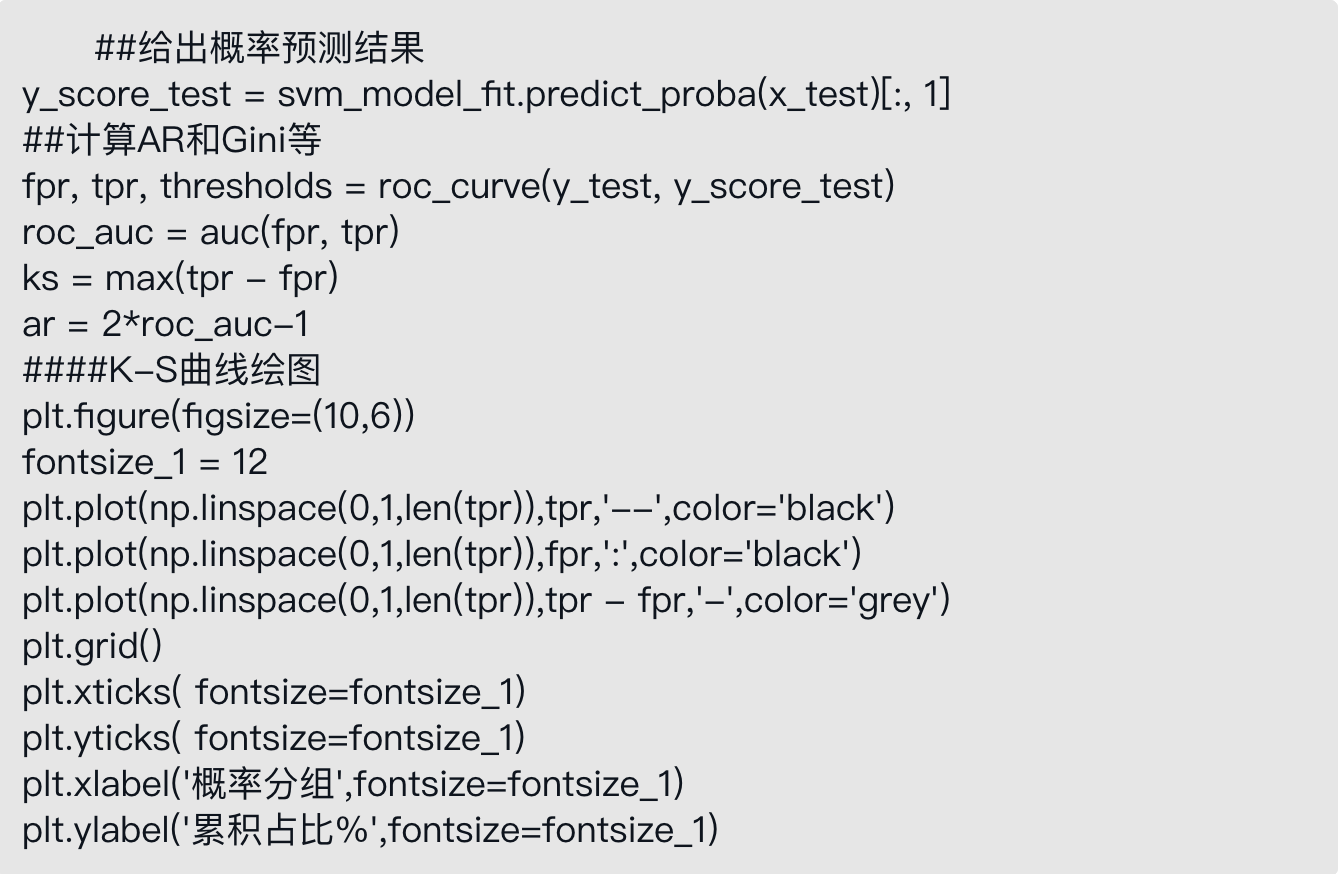 ##给出概率预测结果
y_score_test = svm_model_fit.predict_proba(x_test)[:, 1]
##计算AR和Gini等
fpr, tpr, thresholds = roc_curve(y_test, y_score_test)
roc_auc = auc(fpr, tpr)
ks = max(tpr - fpr)
ar = 2*roc_auc-1
####K-S曲线绘图
plt.figure(figsize=(10,6))
fontsize_1 = 12
plt.plot(np.linspace(0,1,len(tpr)),tpr,'--',color='black')
plt.plot(np.linspace(0,1,len(tpr)),fpr,':',color='black')
plt.plot(np.linspace(0,1,len(tpr)),tpr - fpr,'-',color='grey')
plt.grid()
plt.xticks( fontsize=fontsize_1)
plt.yticks( fontsize=fontsize_1)
plt.xlabel('概率分组',fontsize=fontsize_1)
plt.ylabel('累积占比%',fontsize=fontsize_1)